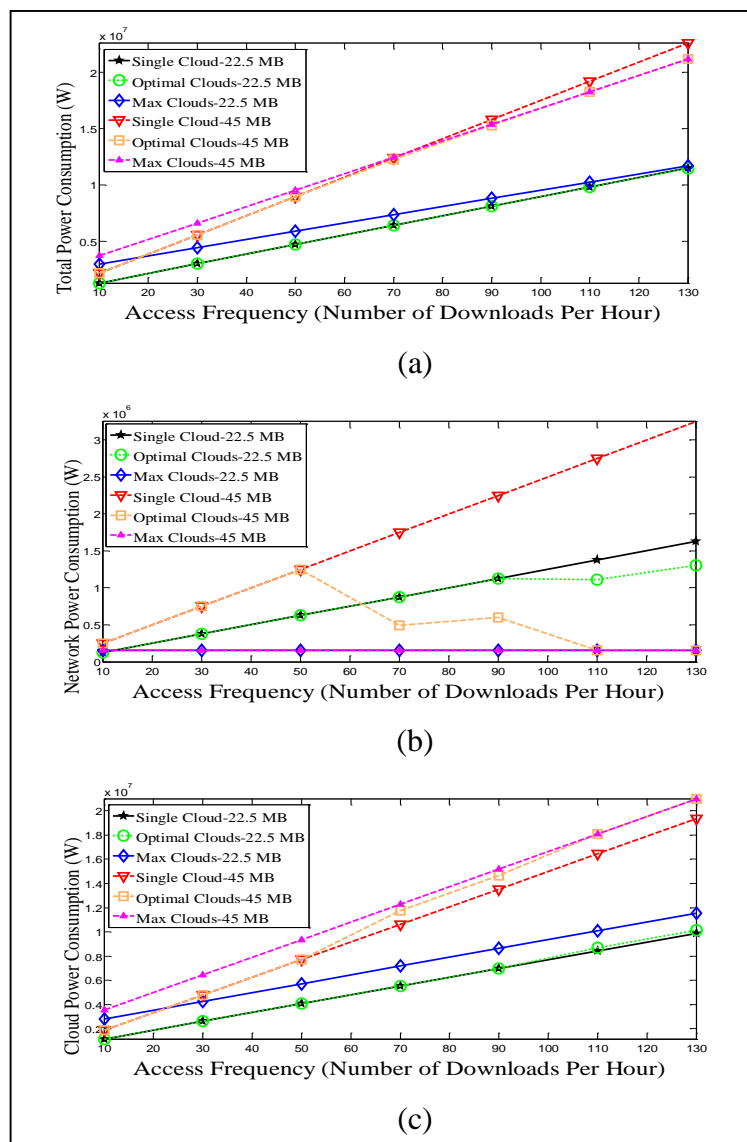 x 10^7
Total Power Consumption (W)
2
1.5
1
0.5
Single Cloud-22.5 MB
Optimal Clouds-22.5 MB
Max Clouds-22.5 MB
Single Cloud-45 MB
Optimal Clouds-45 MB
Max Clouds-45 MB
10 20 30 40 50 60 70 80 90 100 110 120 130
Access Frequency (Number of Downloads Per Hour)
(a)
x 10^6
Network Power Consumption (W)
3
2.5
2
1.5
1
0.5
0
Single Cloud-22.5 MB
Optimal Clouds-22.5 MB
Max Clouds-22.5 MB
Single Cloud-45 MB
Optimal Clouds-45 MB
Max Clouds-45 MB
10 20 30 40 50 60 70 80 90 100 110 120 130
Access Frequency (Number of Downloads Per Hour)
(b)
x 10^7
Cloud Power Consumption (W)
2
1.8
1.6
1.4
1.2
1
0.8
0.6
0.4
0.2
Single Cloud-22.5 MB
Optimal Clouds-22.5 MB
Max Clouds-22.5 MB
Single Cloud-45 MB
Optimal Clouds-45 MB
Max Clouds-45 MB
10 20 30 40 50 60 70 80 90 100 110 120 130
Access Frequency (Number of Downloads Per Hour)
(c)